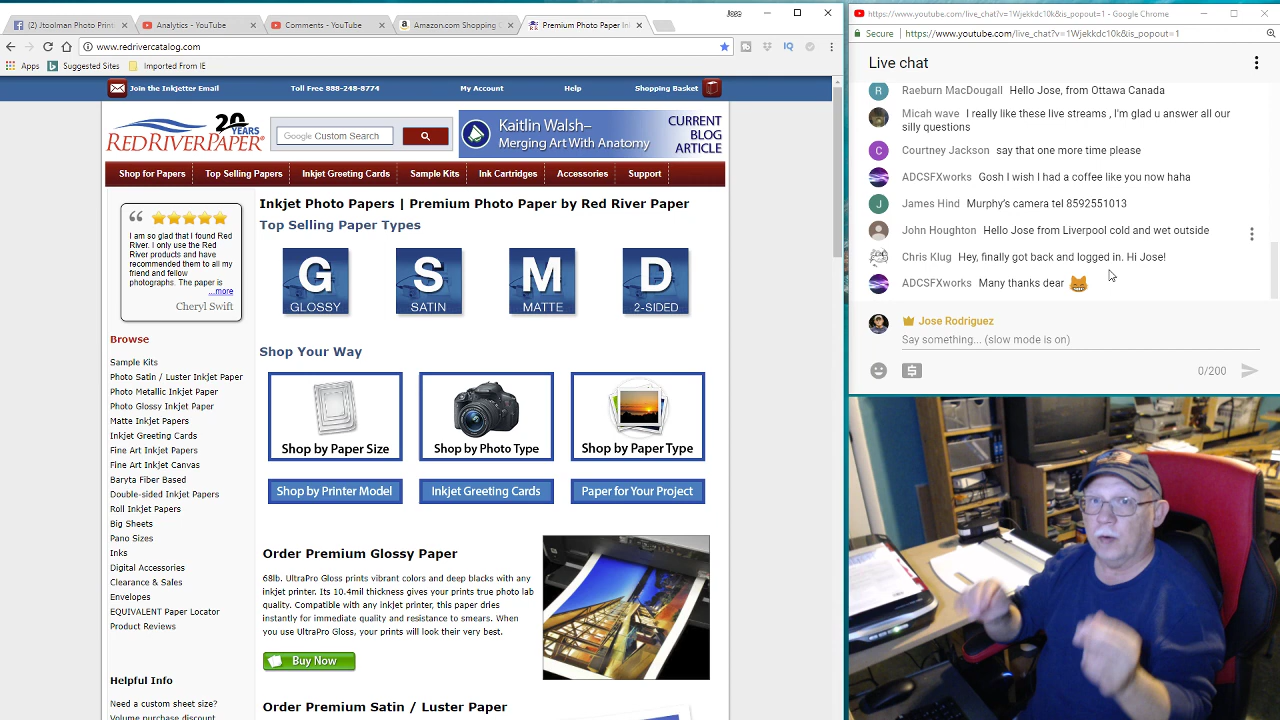 (2) Jtoolman Photo Print
Analytics - YouTube
Comments - YouTube
Amazon.com Shopping C
Premium Photo Paper Inl
Jose
www.redrivercatalog.com
IQ
Apps
Suggested Sites
Imported From IE
Join the Inkjetter Email
Toll Free 888-248-8774
My Account
Help
Shopping Basket
20 YEARS
REDRIVERPAPER
Google Custom Search
Kaitlin Walsh–
Merging Art With Anatomy
CURRENT
BLOG
ARTICLE
Shop for Papers
Top Selling Papers
Inkjet Greeting Cards
Sample Kits
Ink Cartridges
Accessories
Support
I am so glad that I found Red
River. I only use the Red
River products and have
recommended them to all my
friend and fellow
photographs. The paper is
...more
Cheryl Swift
Browse
Sample Kits
Photo Satin / Luster Inkjet Paper
Photo Metallic Inkjet Paper
Photo Glossy Inkjet Paper
Matte Inkjet Papers
Inkjet Greeting Cards
Fine Art Inkjet Papers
Fine Art Inkjet Canvas
Baryta Fiber Based
Double-sided Inkjet Papers
Roll Inkjet Papers
Big Sheets
Pano Sizes
Inks
Digital Accessories
Clearance & Sales
Envelopes
EQUIVALENT Paper Locator
Product Reviews
Helpful Info
Need a custom sheet size?
Volume purchase discount
Inkjet Photo Papers | Premium Photo Paper by Red River Paper
Top Selling Paper Types
G
GLOSSY
S
SATIN
M
MATTE
D
2-SIDED
Shop Your Way
Shop by Paper Size
Shop by Photo Type
Shop by Paper Type
Shop by Printer Model
Inkjet Greeting Cards
Paper for Your Project
Order Premium Glossy Paper
68lb. UltraPro Gloss prints vibrant colors and deep blacks with any
inkjet printer. Its 10.4mil thickness gives your prints true photo lab
quality. Compatible with any inkjet printer, this paper dries
instantly for immediate quality and resistance to smears. When
you use UltraPro Gloss, your prints will look their very best.
Buy Now
Order Premium Satin / Luster Paper
https://www.youtube.com/live_chat?v=1Wjekkdc10k&is_popout=1 - Google Chrome
Secure
https://www.youtube.com/live_chat?v=1Wjekkdc10k&is_popout=1
Live chat
R Raeburn MacDougall Hello Jose, from Ottawa Canada
Micah wave I really like these live streams , I'm glad u answer all our
silly questions
C Courtney Jackson say that one more time please
ADCSFXworks Gosh I wish I had a coffee like you now haha
J James Hind Murphy's camera tel 8592551013
John Houghton Hello Jose from Liverpool cold and wet outside
Chris Klug Hey, finally got back and logged in. Hi Jose!
ADCSFXworks Many thanks dear
Jose Rodriguez
Say something... (slow mode is on)
0/200